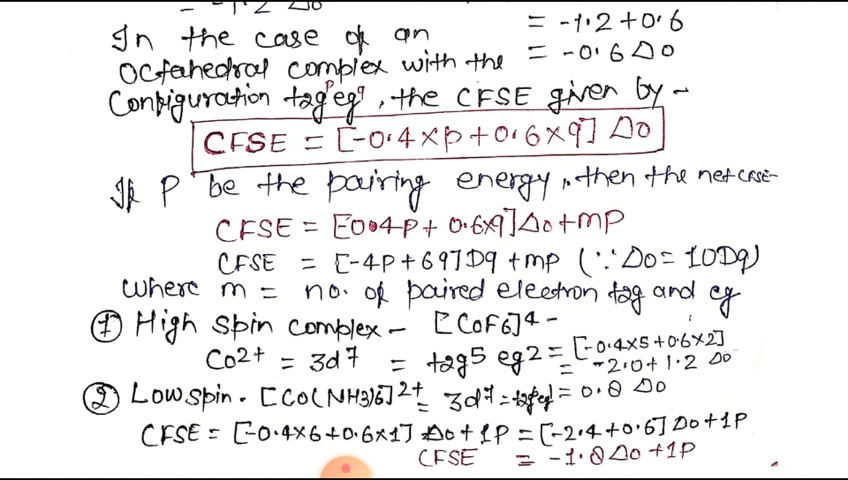 = -1.2 Δo
In the case of an = -1.2+0.6
Octahedral complex with the = -0.6Δo
Configuration t2g^p eg^q, the CFSE given by -
CFSE = [-0.4×p+0.6×q] Δo
If P be the pairing energy, then the net CFSE-
CFSE = [-0.4p+ 0.6×q]Δo+mp
CFSE = [-4P+6q]Dq+mp (∵Δo=10Dq)
where m = no. of paired electron t2g and eg
① High spin complex - [CoF6]4-
Co2+ = 3d7 = t2g5 eg2 = [-0.4×5+0.6×2]
= -2.0+1.2 Δo
② Low spin. [Co(NH3)6]2+ = 3d7 = t2g6eg1 = 0.8 Δo
CFSE = [-0.4×6+0.6×1] Δo+1P = [-2.4+0.6]Δo+1P
CFSE = -1.8Δo+1P